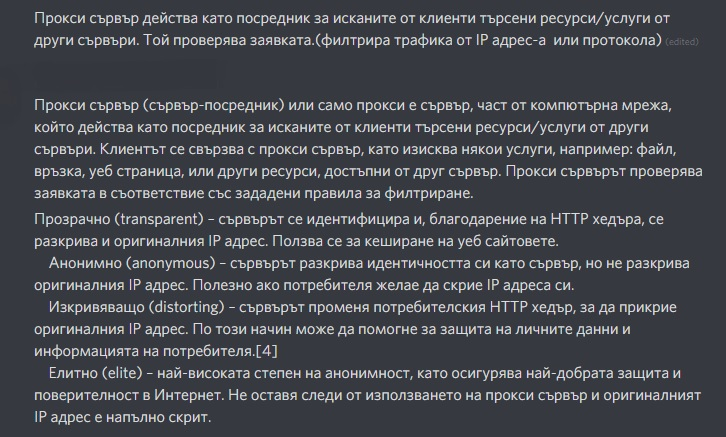 Прокси сървър действа като посредник за исканите от клиенти търсени ресурси/услуги от
други сървъри. Той проверява заявката.(филтрира трафика от IP адрес-а или протокола) (edited)
Прокси сървър (сървър-посредник) или само прокси е сървър, част от компютърна мрежа,
който действа като посредник за исканите от клиенти търсени ресурси/услуги от други
сървъри. Клиентът се свързва с прокси сървър, като изисква някои услуги, например: файл,
връзка, уеб страница, или други ресурси, достъпни от друг сървър. Прокси сървърът проверява
заявката в съответствие със зададени правила за филтриране.
Прозрачно (transparent) – сървърът се идентифицира и, благодарение на HTTP хедъра, се
разкрива и оригиналния IP адрес. Ползва се за кеширане на уеб сайтовете.
Анонимно (anonymous) – сървърът разкрива идентичността си като сървър, но не разкрива
оригиналния IP адрес. Полезно ако потребителя желае да скрие IP адреса си.
Изкривяващо (distorting) – сървърът променя потребителския HTTP хедър, за да прикрие
оригиналния IP адрес. По този начин може да помогне за защита на личните данни и
информацията на потребителя.[4]
Елитно (elite) – най-високата степен на анонимност, като осигурява най-добрата защита и
поверителност в Интернет. Не оставя следи от използването на прокси сървър и оригиналният
IP адрес е напълно скрит.